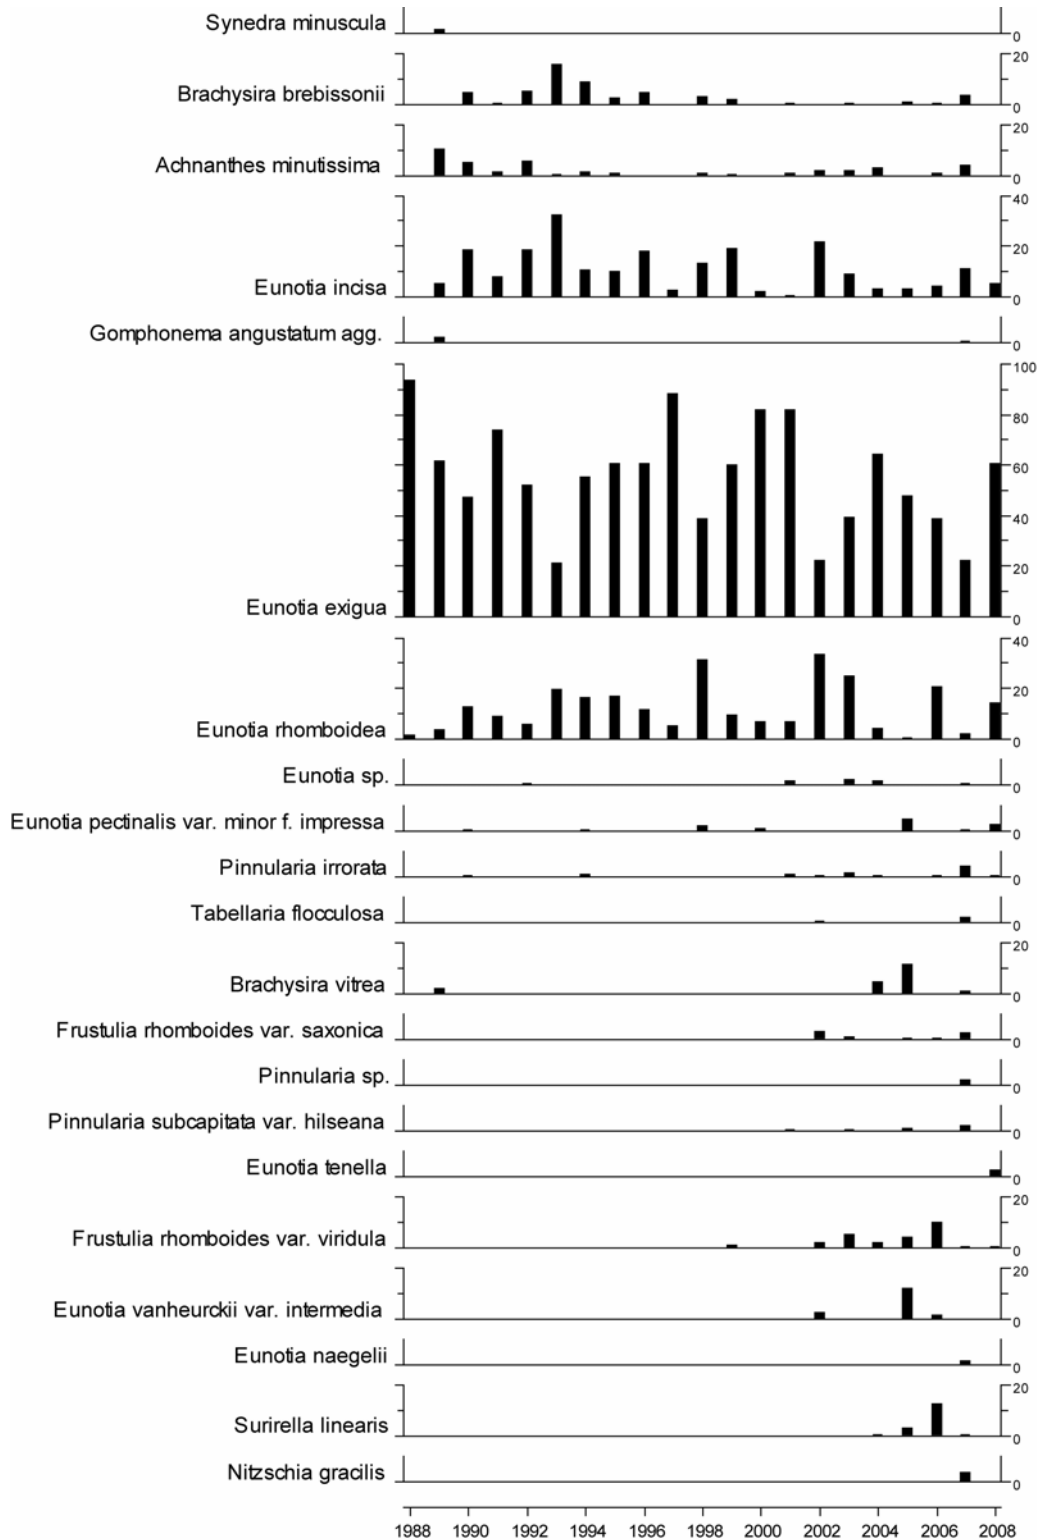 Synedra minuscula
0
20
Brachysira brebissonii
0
20
Achnanthes minutissima
0
40
20
Eunotia incisa
0
Gomphonema angustatum agg.
0
100
80
60
40
20
Eunotia exigua
0
40
20
Eunotia rhomboidea
0
Eunotia sp.
0
Eunotia pectinalis var. minor f. impressa
0
Pinnularia irrorata
0
Tabellaria flocculosa
0
20
Brachysira vitrea
0
Frustulia rhomboides var. saxonica
0
Pinnularia sp.
0
Pinnularia subcapitata var. hilseana
0
Eunotia tenella
0
20
Frustulia rhomboides var. viridula
0
20
Eunotia vanheurckii var. intermedia
0
Eunotia naegelii
0
20
Surirella linearis
0
Nitzschia gracilis
0
1988 1990 1992 1994 1996 1998 2000 2002 2004 2006 2008